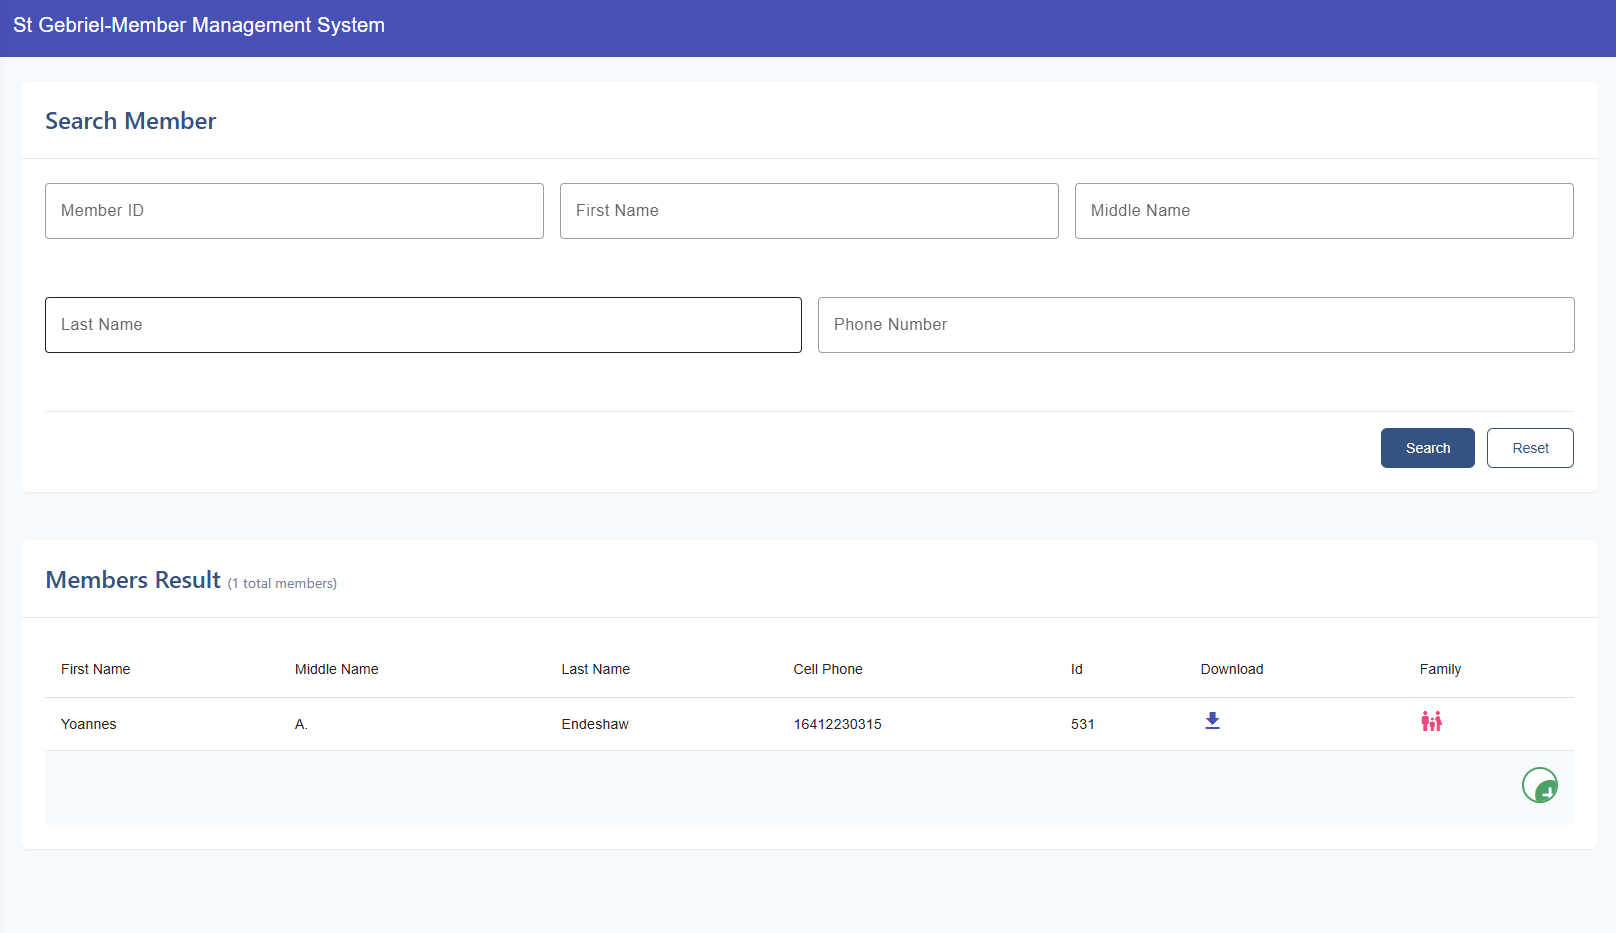 St Gebriel-Member Management System
Search Member
Member ID
First Name
Middle Name
Last Name
Phone Number
Search
Reset
Members Result (1 total members)
First Name
Middle Name
Last Name
Cell Phone
Id
Download
Family
Yoannes
A.
Endeshaw
16412230315
531